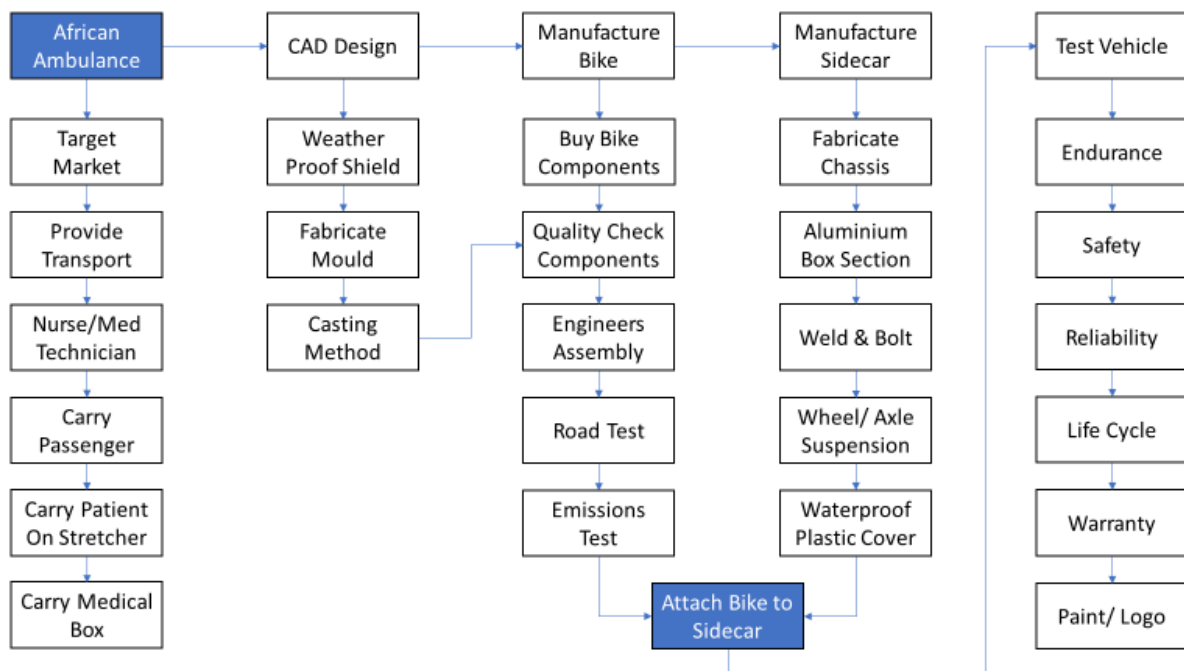 African
Ambulance
CAD Design
Manufacture
Bike
Manufacture
Sidecar
Test Vehicle
Target
Market
Weather
Proof Shield
Buy Bike
Components
Fabricate
Chassis
Endurance
Provide
Transport
Fabricate
Mould
Quality Check
Components
Aluminium
Box Section
Safety
Nurse/Med
Technician
Casting
Method
Engineers
Assembly
Weld & Bolt
Reliability
Carry
Passenger
Road Test
Wheel/ Axle
Suspension
Life Cycle
Carry Patient
On Stretcher
Emissions
Test
Waterproof
Plastic Cover
Warranty
Carry Medical
Box
Attach Bike to
Sidecar
Paint/ Logo